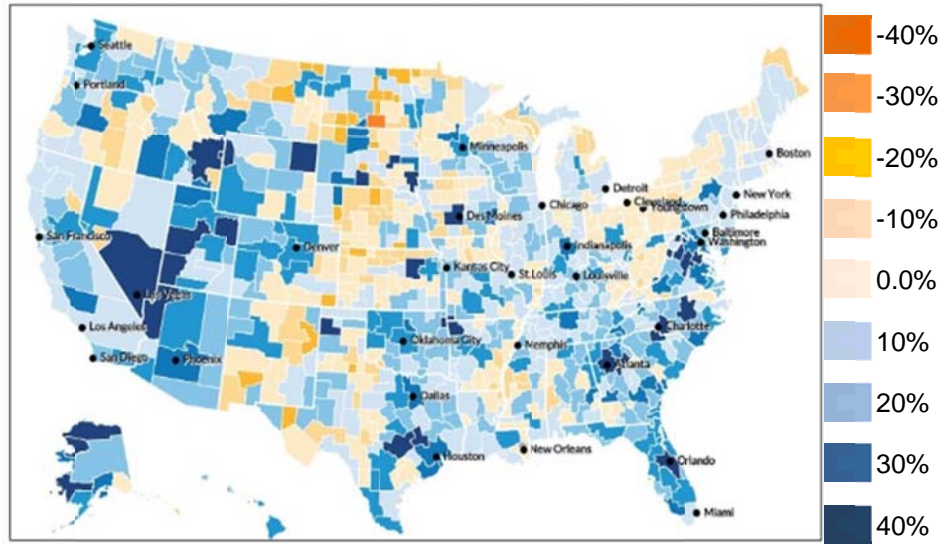 Seattle
Portland
Minneapolis
Boston
Detroit
Chicago
Cleveland
Youngstown
New York
Philadelphia
Des Moines
Baltimore
Washington
San Francisco
Denver
Indianapolis
Kansas City
St.Louis
Louisville
Las Vegas
Los Angeles
Charlotte
Oklahoma City
Memphis
San Diego
Phoenix
Atlanta
Dallas
Houston
New Orleans
Orlando
Miami
-40%
-30%
-20%
-10%
0.0%
10%
20%
30%
40%